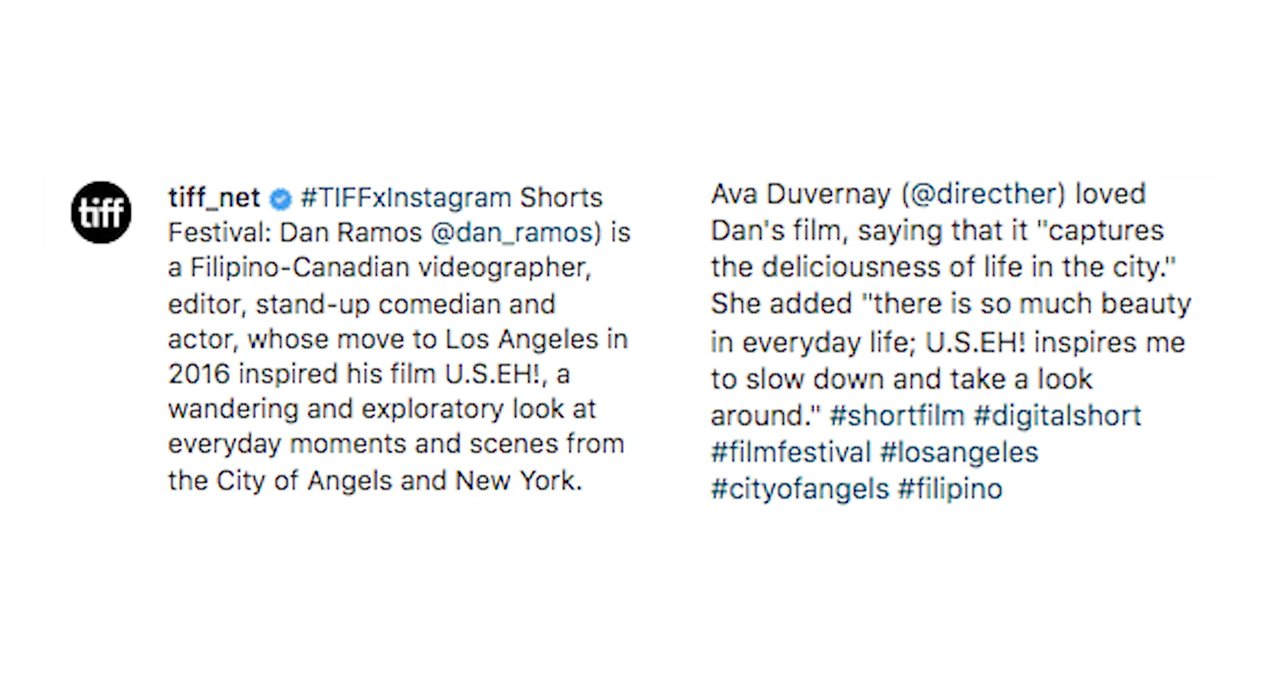 tiff
tiff_net #TIFFxInstagram Shorts
Festival: Dan Ramos @dan_ramos) is
a Filipino-Canadian videographer,
editor, stand-up comedian and
actor, whose move to Los Angeles in
2016 inspired his film U.S.EH!, a
wandering and exploratory look at
everyday moments and scenes from
the City of Angels and New York.
Ava Duvernay (@directher) loved
Dan's film, saying that it "captures
the deliciousness of life in the city."
She added "there is so much beauty
in everyday life; U.S.EH! inspires me
to slow down and take a look
around." #shortfilm #digitalshort
#filmfestival #losangeles
#cityofangels #filipino